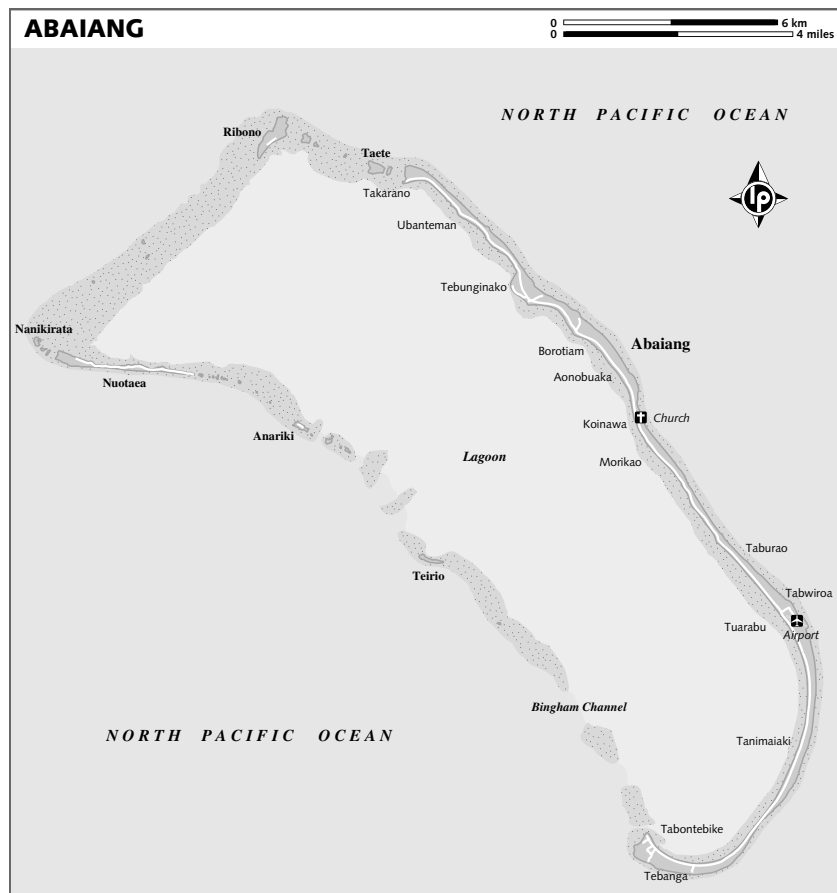 ABAIANG
0 6 km
0 4 miles
NORTH PACIFIC OCEAN
Ribono
Taete
Takarano
lp
Ubanteman
Tebunginako
Nanikirata
Abaiang
Borotiam
Nuotaea
Aonobuaka
Church
Koinawa
Anariki
Lagoon
Morikao
Taburao
Teirio
Tabwiroa
Tuarabu
Airport
Bingham Channel
NORTH PACIFIC OCEAN
Tanimaiaki
Tabontebike
Tebanga